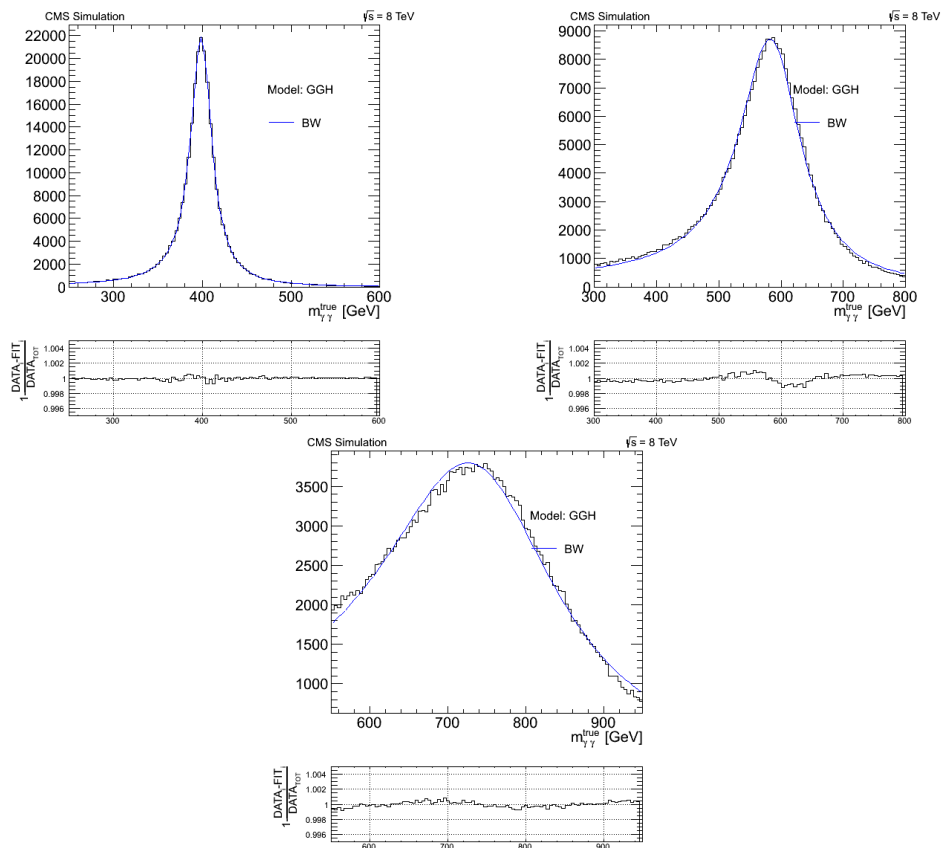 CMS Simulation √s = 8 TeV
22000
20000
18000
16000
14000
12000
10000
8000
6000
4000
2000
0
Model: GGH
BW
300 400 500 600
m^true_γγ [GeV]
1-DATA-FIT_i/DATA_TOT
1.004
1.002
1
0.998
0.996
300 400 500 600
CMS Simulation √s = 8 TeV
9000
8000
7000
6000
5000
4000
3000
2000
1000
0
Model: GGH
BW
300 400 500 600 700 800
m^true_γγ [GeV]
1-DATA-FIT_i/DATA_TOT
1.004
1.002
1
0.998
0.996
300 400 500 600 700 800
CMS Simulation √s = 8 TeV
3500
3000
2500
2000
1500
1000
Model: GGH
BW
600 700 800 900
m^true_γγ [GeV]
1-DATA-FIT_i/DATA_TOT
1.004
1.002
1
0.998
0.996
600 700 800 900